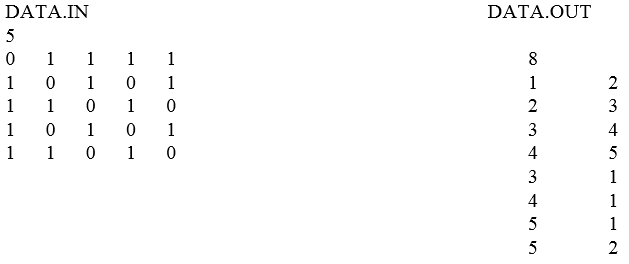 DATA.IN DATA.OUT
5
0 1 1 1 1 8
1 0 1 0 1 1 2
1 1 0 1 0 2 3
1 0 1 0 1 3 4
1 1 0 1 0 4 5
3 1
4 1
5 1
5 2